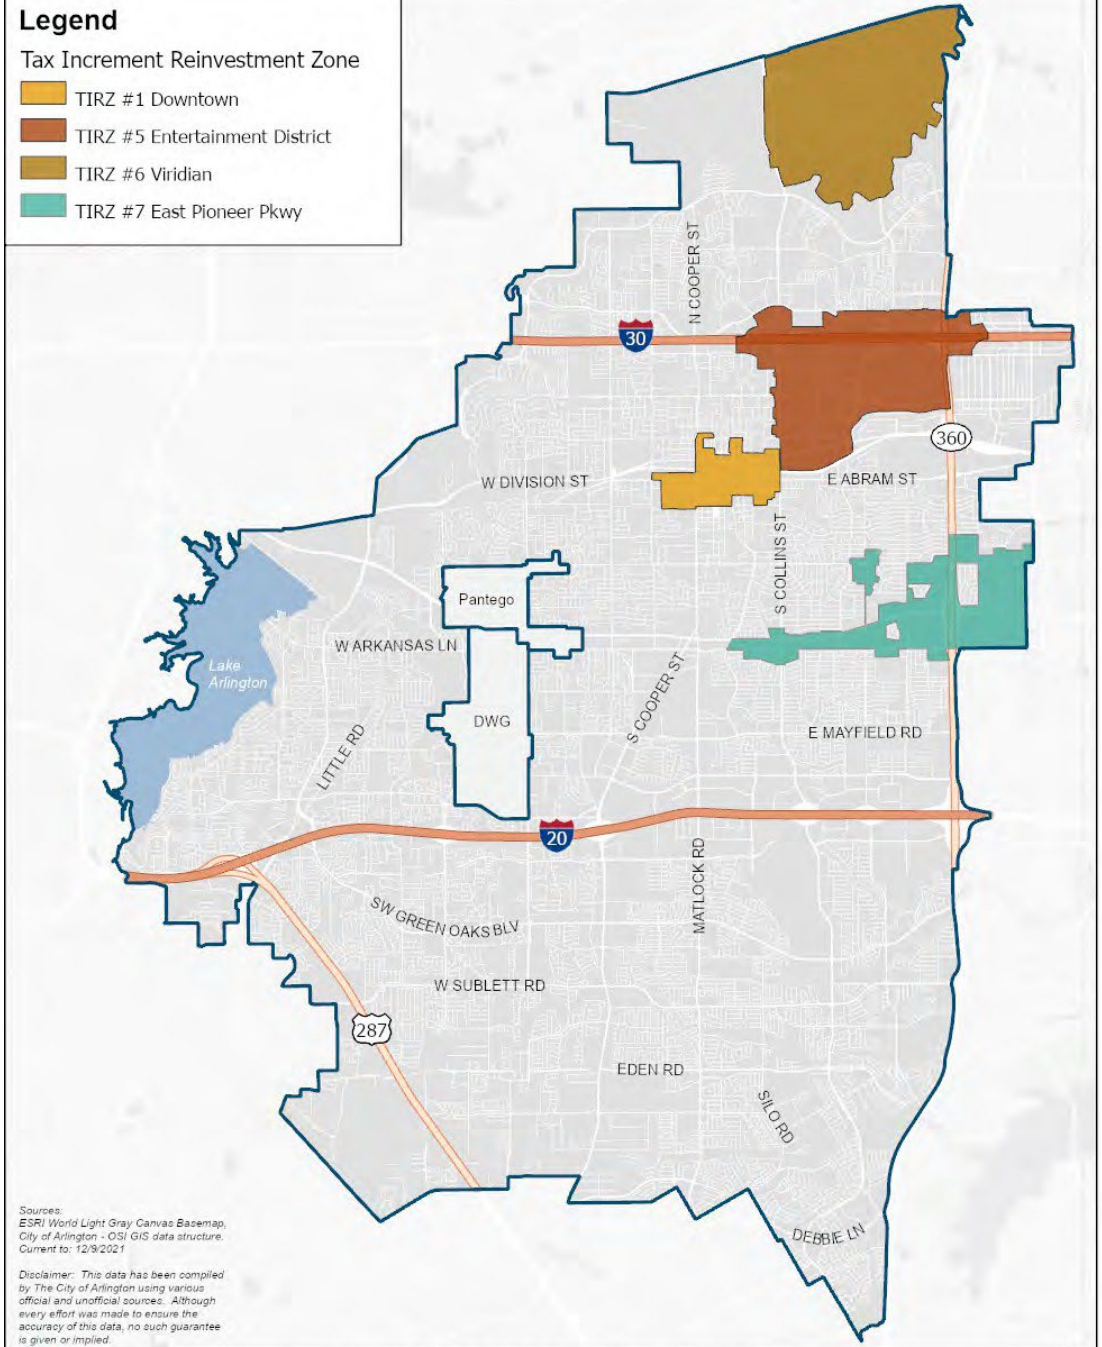 Legend
Tax Increment Reinvestment Zone
TIRZ #1 Downtown
TIRZ #5 Entertainment District
TIRZ #6 Viridian
TIRZ #7 East Pioneer Pkwy
N COOPER ST
30
360
W DIVISION ST
E ABRAM ST
S COLLINS ST
Pantego
W ARKANSAS LN
Lake
Arlington
S COOPER ST
DWG
E MAYFIELD RD
LITTLE RD
20
MATLOCK RD
SW GREEN OAKS BLV
W SUBLETT RD
287
EDEN RD
SILO RD
DEBBIE LN
Sources:
ESRI World Light Gray Canvas Basemap,
City of Arlington - OSI GIS data structure.
Current to: 12/9/2021
Disclaimer: This data has been compiled
by The City of Arlington using various
official and unofficial sources. Although
every effort was made to ensure the
accuracy of this data, no such guarantee
is given or implied.